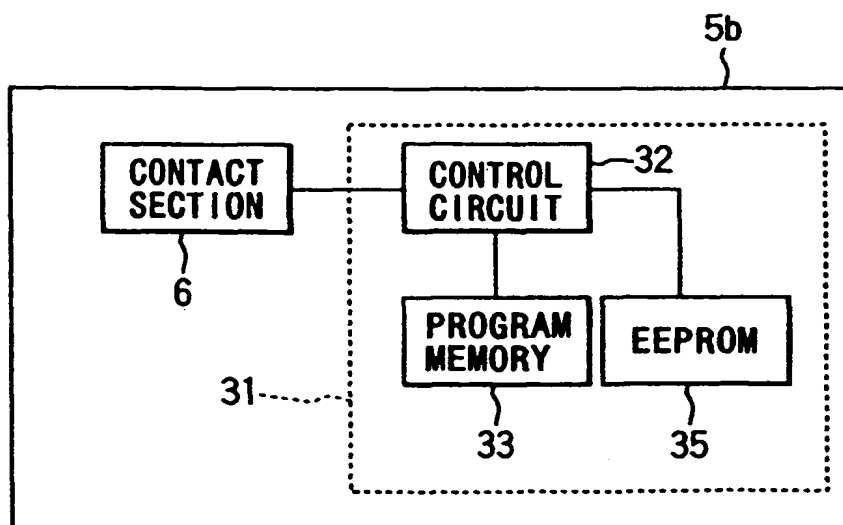 5b
CONTACT
SECTION
6
CONTROL
CIRCUIT
32
PROGRAM
MEMORY
33
EEPROM
35
31